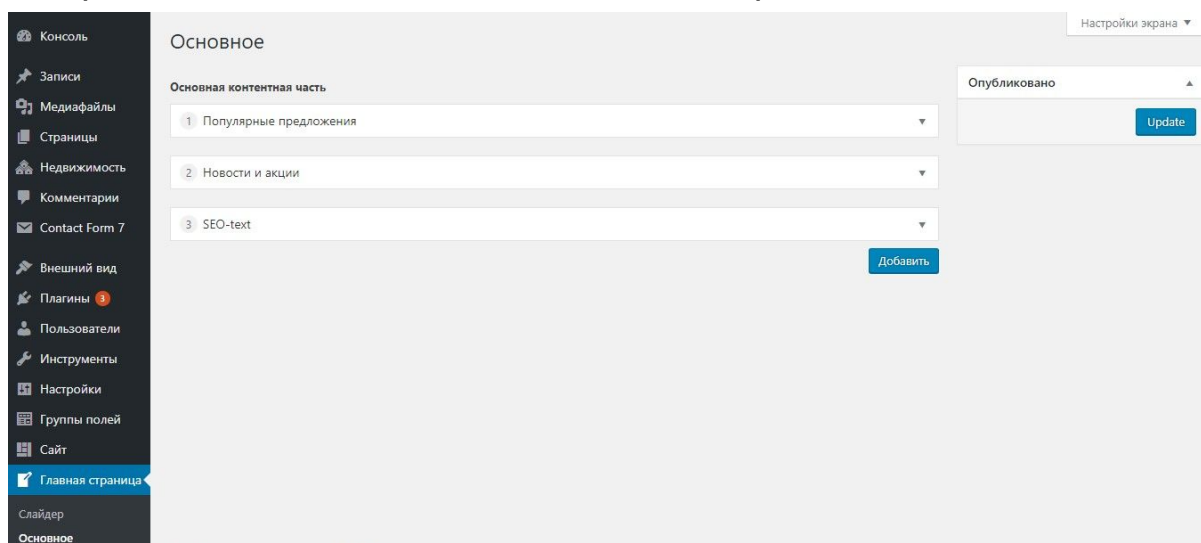 Консоль
Записи
Медиафайлы
Страницы
Недвижимость
Комментарии
Contact Form 7
Внешний вид
Плагины 3
Пользователи
Инструменты
Настройки
Группы полей
Сайт
Главная страница
Слайдер
Основное
Настройки экрана
Основное
Основная контентная часть
1 Популярные предложения
2 Новости и акции
3 SEO-text
Добавить
Опубликовано
Update